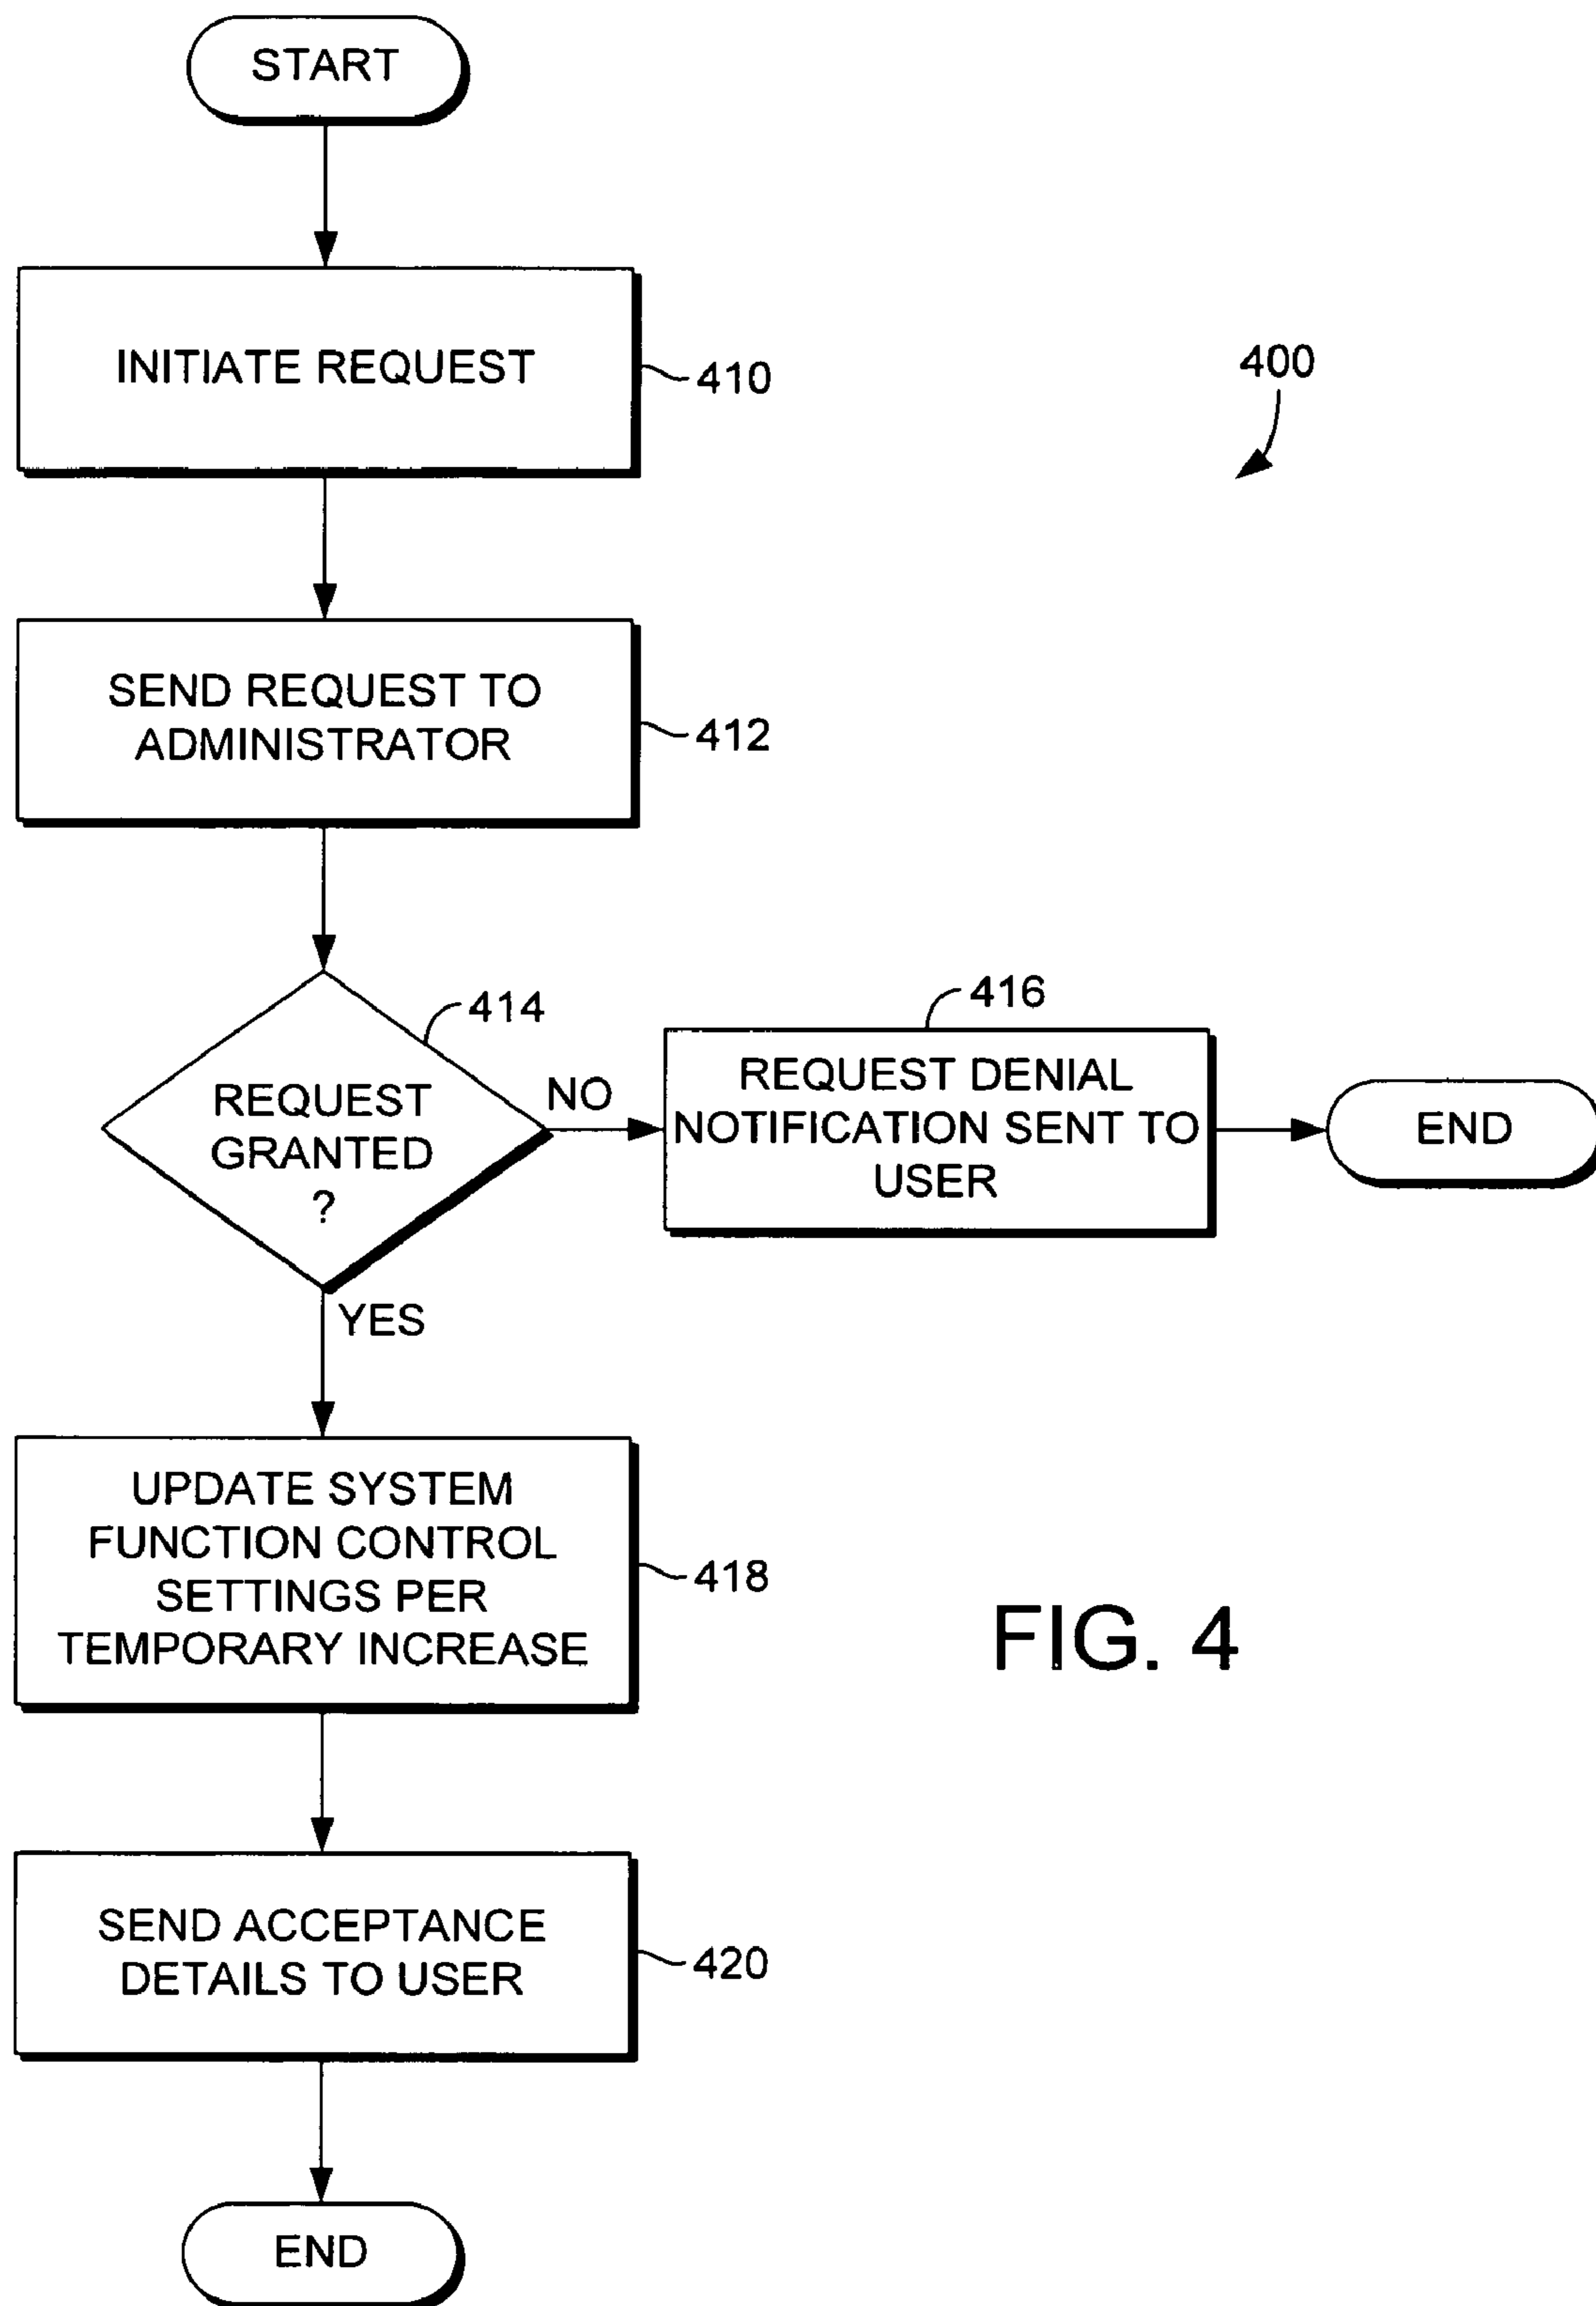 START
INITIATE REQUEST
410
400
SEND REQUEST TO
ADMINISTRATOR
412
414
REQUEST
GRANTED
?
NO
416
REQUEST DENIAL
NOTIFICATION SENT TO
USER
END
YES
UPDATE SYSTEM
FUNCTION CONTROL
SETTINGS PER
TEMPORARY INCREASE
418
FIG. 4
SEND ACCEPTANCE
DETAILS TO USER
420
END